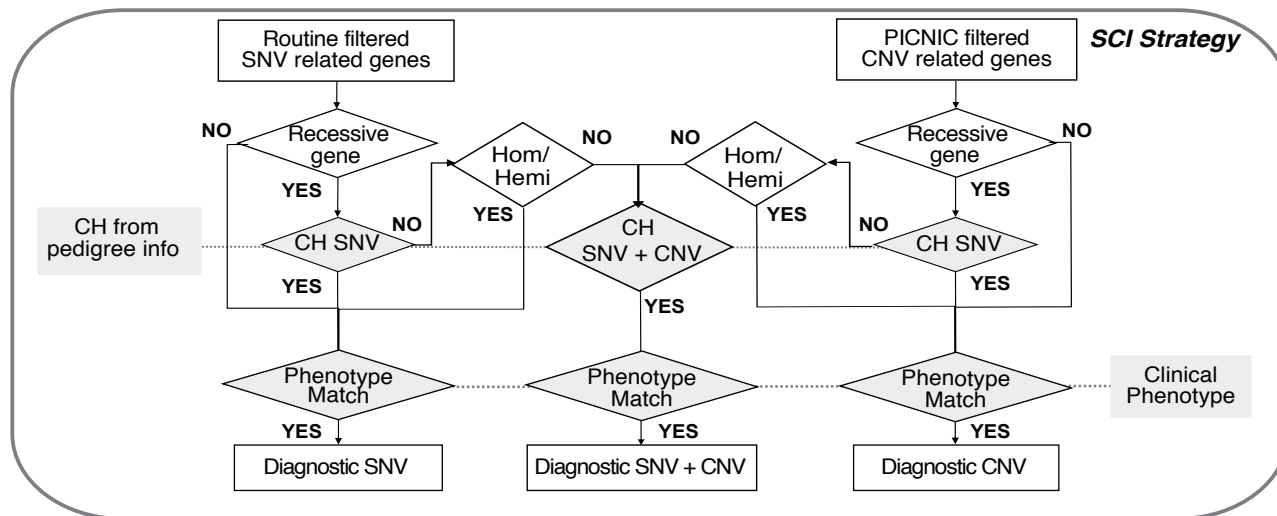 Routine filtered
SNV related genes
PICNIC filtered
CNV related genes
SCI Strategy
NO
Recessive
gene
YES
Hom/
Hemi
NO
NO
Hom/
Hemi
Recessive
gene
NO
YES
CH from
pedigree info
CH SNV
NO
YES
YES
CH
SNV + CNV
YES
YES
NO
CH SNV
YES
Phenotype
Match
YES
Phenotype
Match
YES
Phenotype
Match
YES
Clinical
Phenotype
Diagnostic SNV
Diagnostic SNV + CNV
Diagnostic CNV